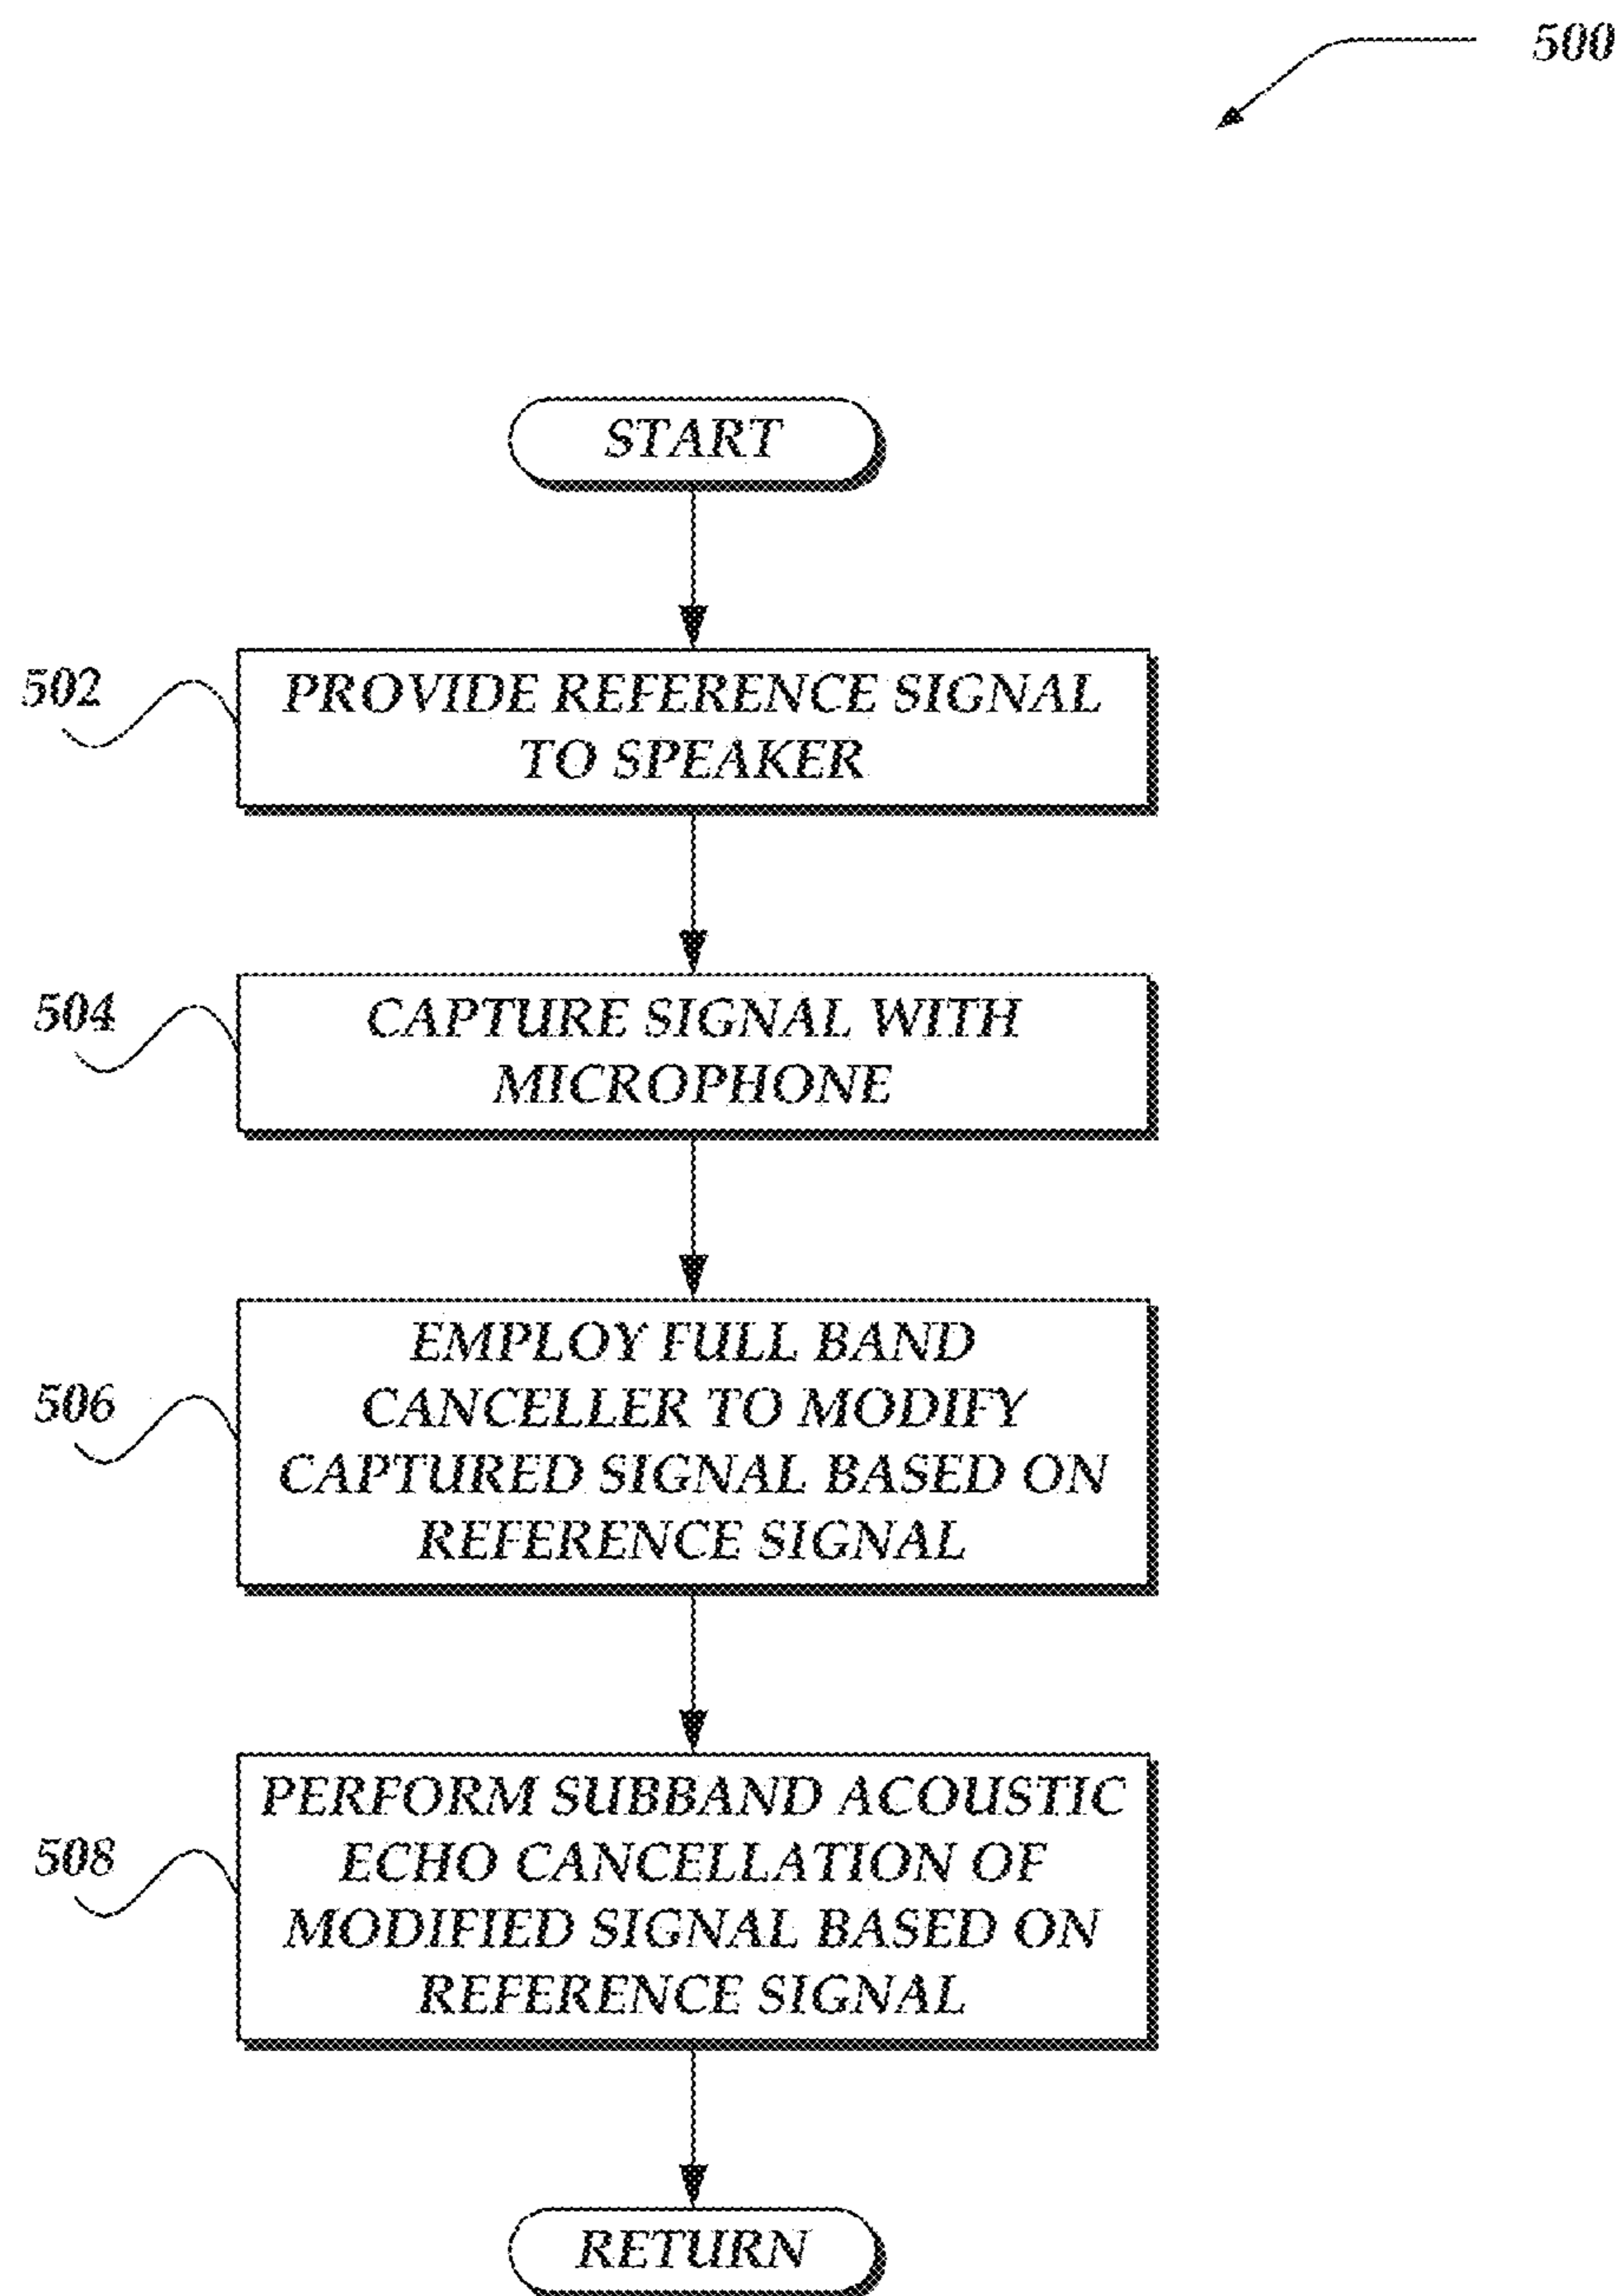 500
START
502
PROVIDE REFERENCE SIGNAL
TO SPEAKER
504
CAPTURE SIGNAL WITH
MICROPHONE
506
EMPLOY FULL BAND
CANCELLER TO MODIFY
CAPTURED SIGNAL BASED ON
REFERENCE SIGNAL
508
PERFORM SUBBAND ACOUSTIC
ECHO CANCELLATION OF
MODIFIED SIGNAL BASED ON
REFERENCE SIGNAL
RETURN